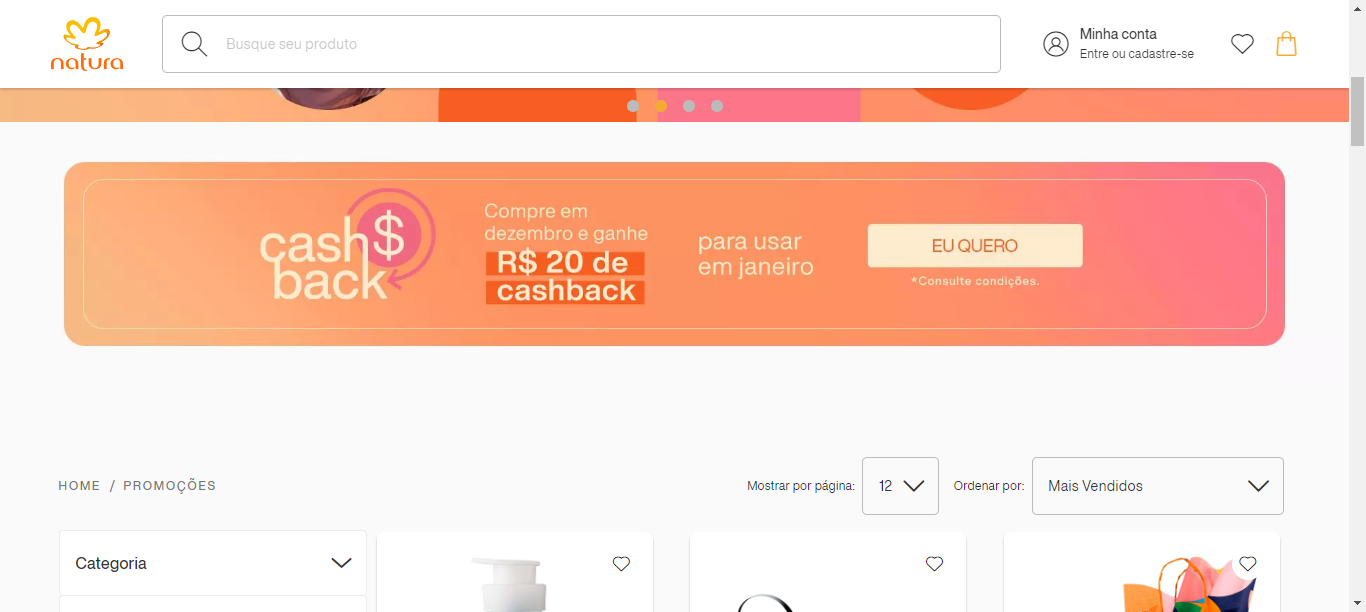 natura
Busque seu produto
Minha conta
Entre ou cadastre-se
cash$
back
Compre em
dezembro e ganhe
R$ 20 de
cashback
para usar
em janeiro
EU QUERO
*Consulte condições.
HOME / PROMOÇÕES
Mostrar por página: 12 Ordenar por: Mais Vendidos
Categoria